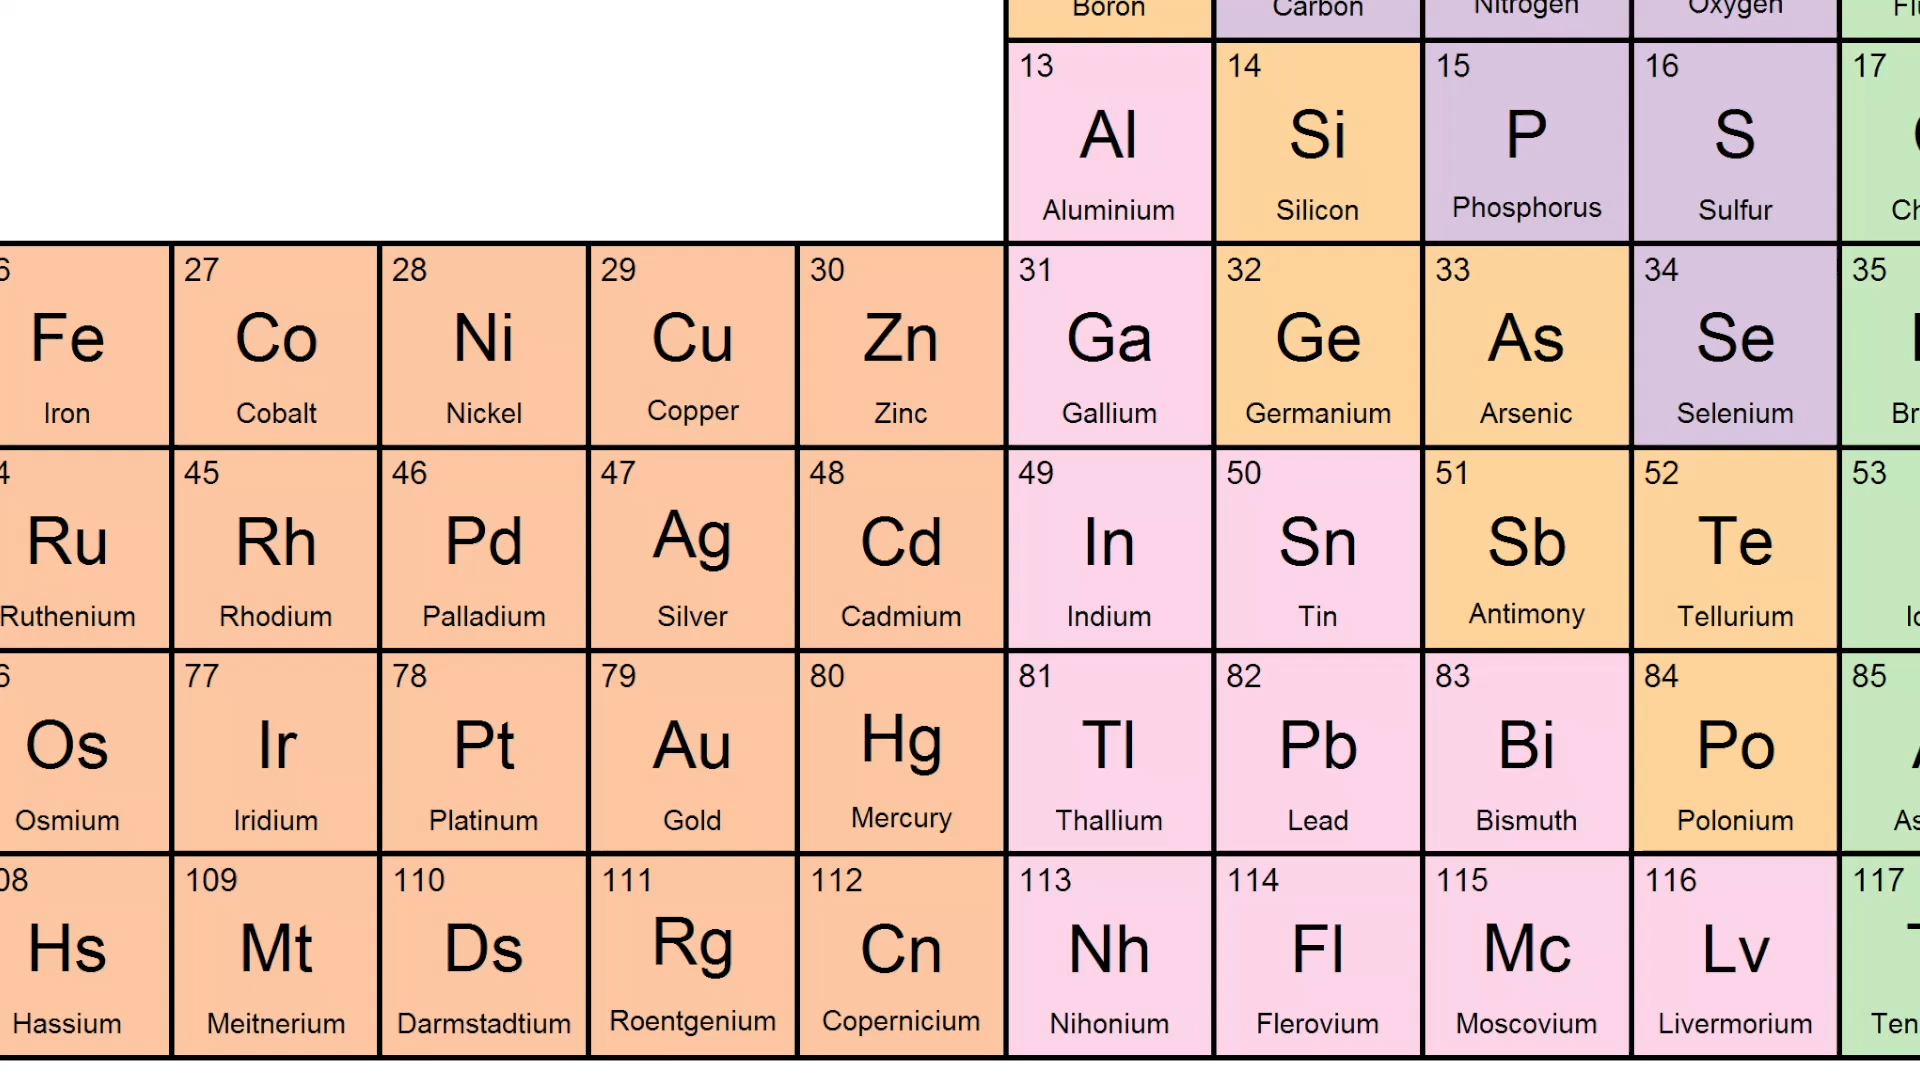 Boron Carbon Nitrogen Oxygen
13 14 15 16 17
Al Si P S
Aluminium Silicon Phosphorus Sulfur
27 28 29 30 31 32 33 34 35
Fe Co Ni Cu Zn Ga Ge As Se
Iron Cobalt Nickel Copper Zinc Gallium Germanium Arsenic Selenium Br
45 46 47 48 49 50 51 52 53
Ru Rh Pd Ag Cd In Sn Sb Te
Ruthenium Rhodium Palladium Silver Cadmium Indium Tin Antimony Tellurium
77 78 79 80 81 82 83 84 85
Os Ir Pt Au Hg Tl Pb Bi Po
Osmium Iridium Platinum Gold Mercury Thallium Lead Bismuth Polonium As
08 109 110 111 112 113 114 115 116 117
Hs Mt Ds Rg Cn Nh Fl Mc Lv
Hassium Meitnerium Darmstadtium Roentgenium Copernicium Nihonium Flerovium Moscovium Livermorium Ten